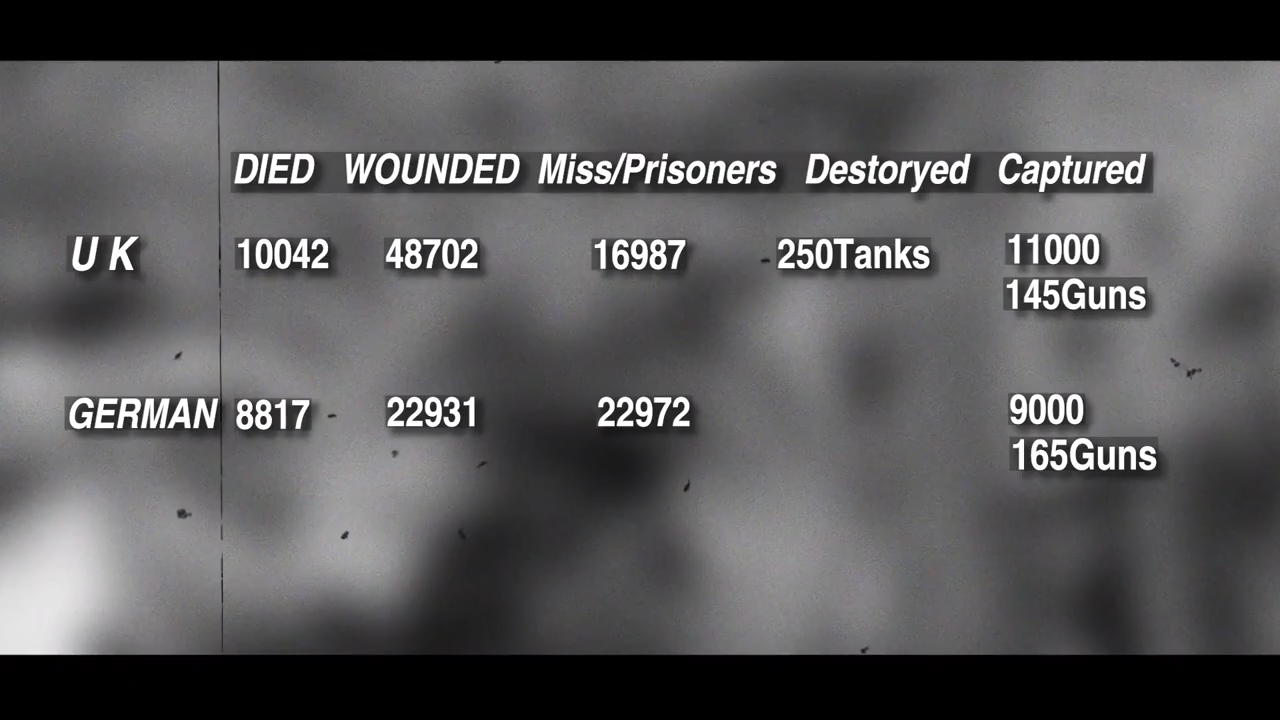 DIED WOUNDED Miss/Prisoners Destoryed Captured
U K 10042 48702 16987 250Tanks 11000
145Guns
GERMAN 8817 22931 22972 9000
165Guns